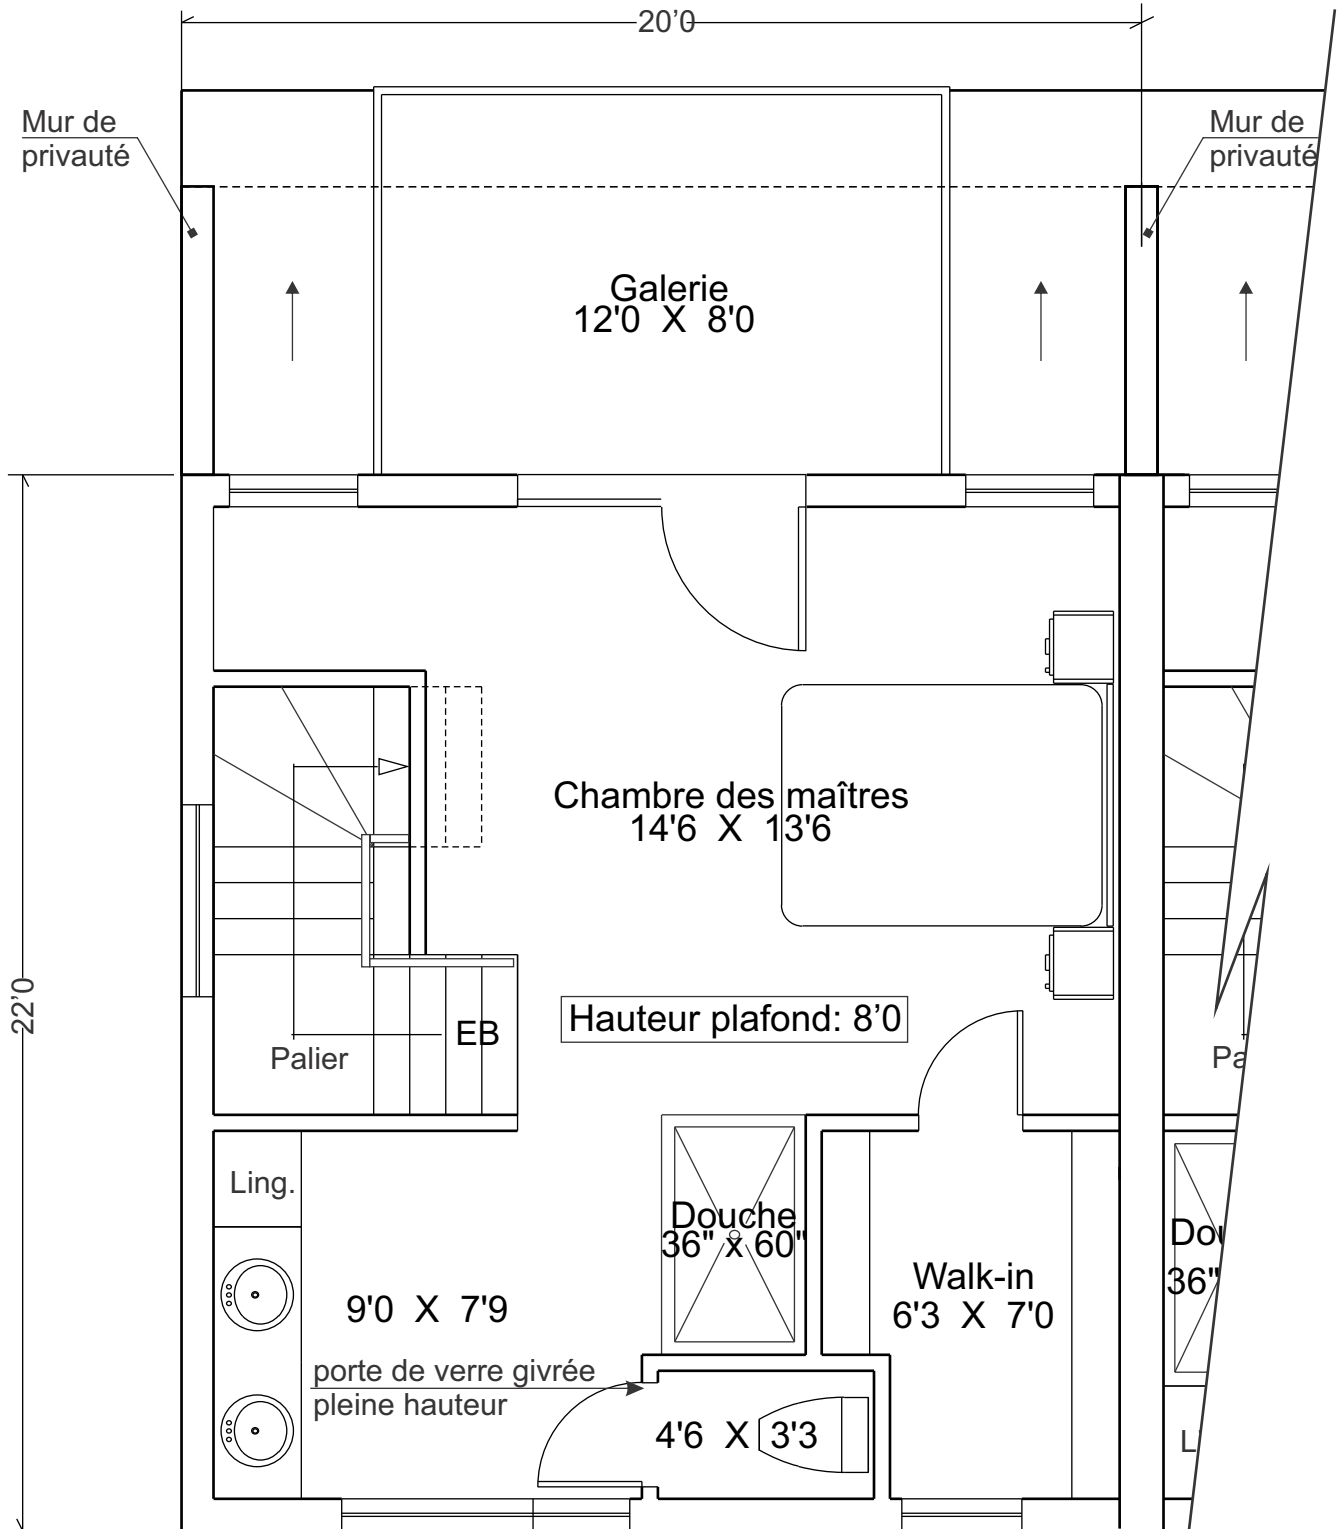 20'0
Mur de
privauté
Mur de
privauté
Galerie
12'0 X 8'0
Chambre des maîtres
14'6 X 13'6
22'0
Hauteur plafond: 8'0
EB
Palier
Pa
Ling.
Douche
36" x 60"
Dou
36"
Walk-in
6'3 X 7'0
9'0 X 7'9
porte de verre givrée
pleine hauteur
4'6 X 3'3
L